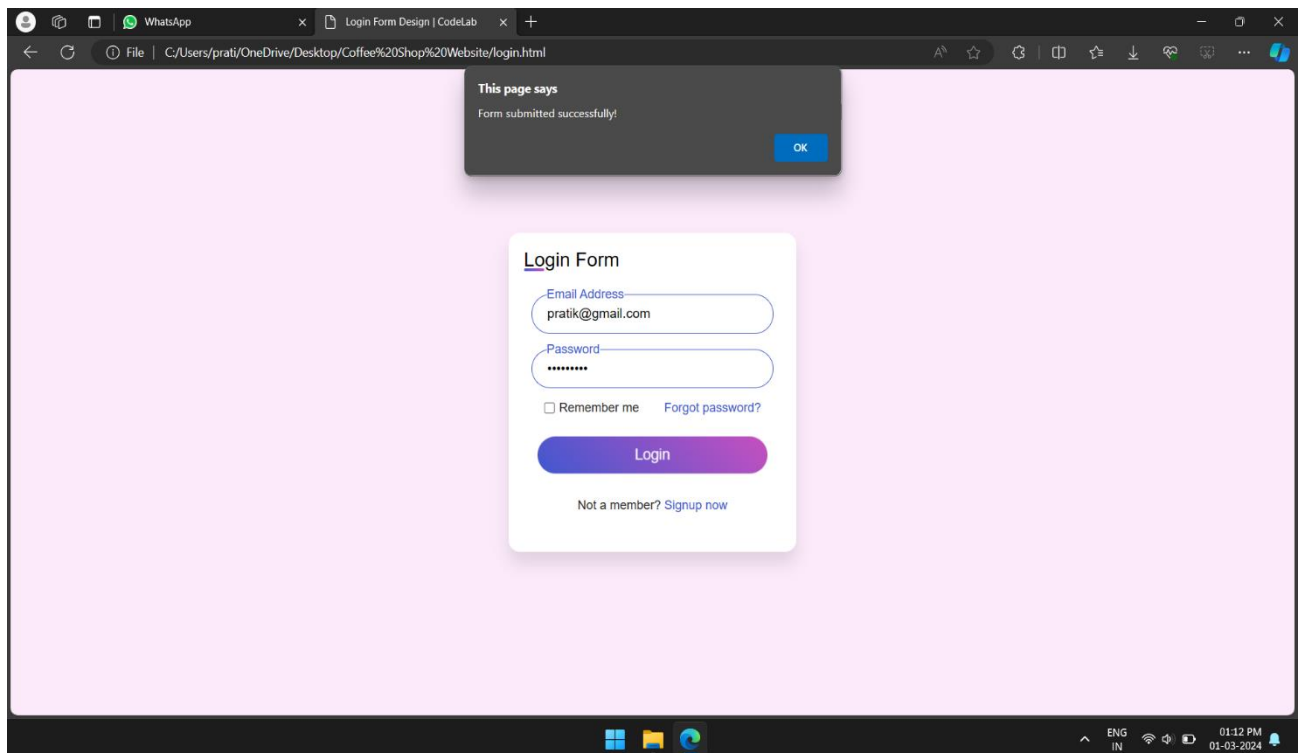 WhatsApp
Login Form Design | CodeLab
File
C:/Users/prati/OneDrive/Desktop/Coffee%20Shop%20Website/login.html
This page says
Form submitted successfully!
OK
Login Form
Email Address
pratik@gmail.com
Password
•••••••••
Remember me Forgot password?
Login
Not a member? Signup now
ENG
IN
01:12 PM
01-03-2024